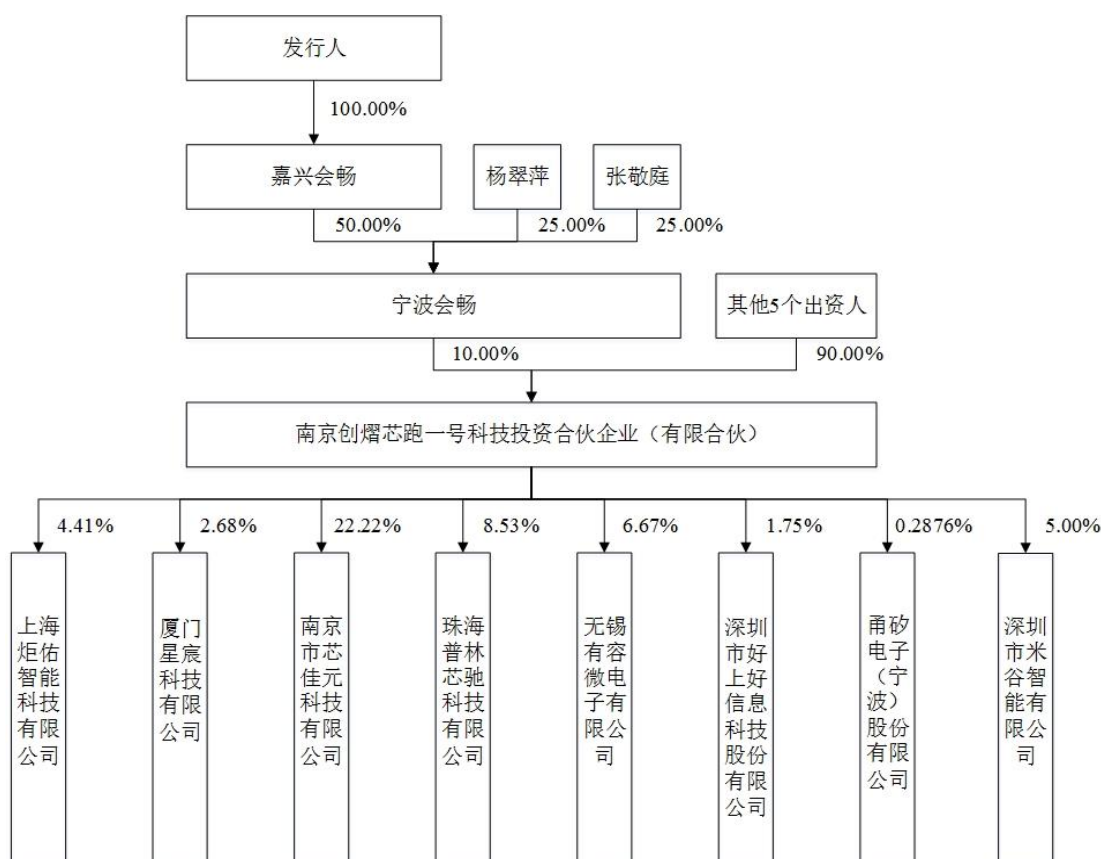 发行人
100.00%
嘉兴会畅
杨翠萍
张敬庭
50.00%
25.00%
25.00%
宁波会畅
其他5个出资人
10.00%
90.00%
南京创熠芯跑一号科技投资合伙企业（有限合伙）
4.41%
2.68%
22.22%
8.53%
6.67%
1.75%
0.2876%
5.00%
上海
炬佑
智能
科技
有限
公司
厦门
星宸
科技
有限
公司
南京
市芯
佳元
科技
有限
公司
珠海
普林
芯驰
科技
有限
公司
无锡
有容
微电
子有
限公
司
深圳
市好
上好
信息
科技
股份
有限
公司
甬矽
电子
（宁
波）
股份
有限
公司
深圳
市米
谷智
能有
限公
司